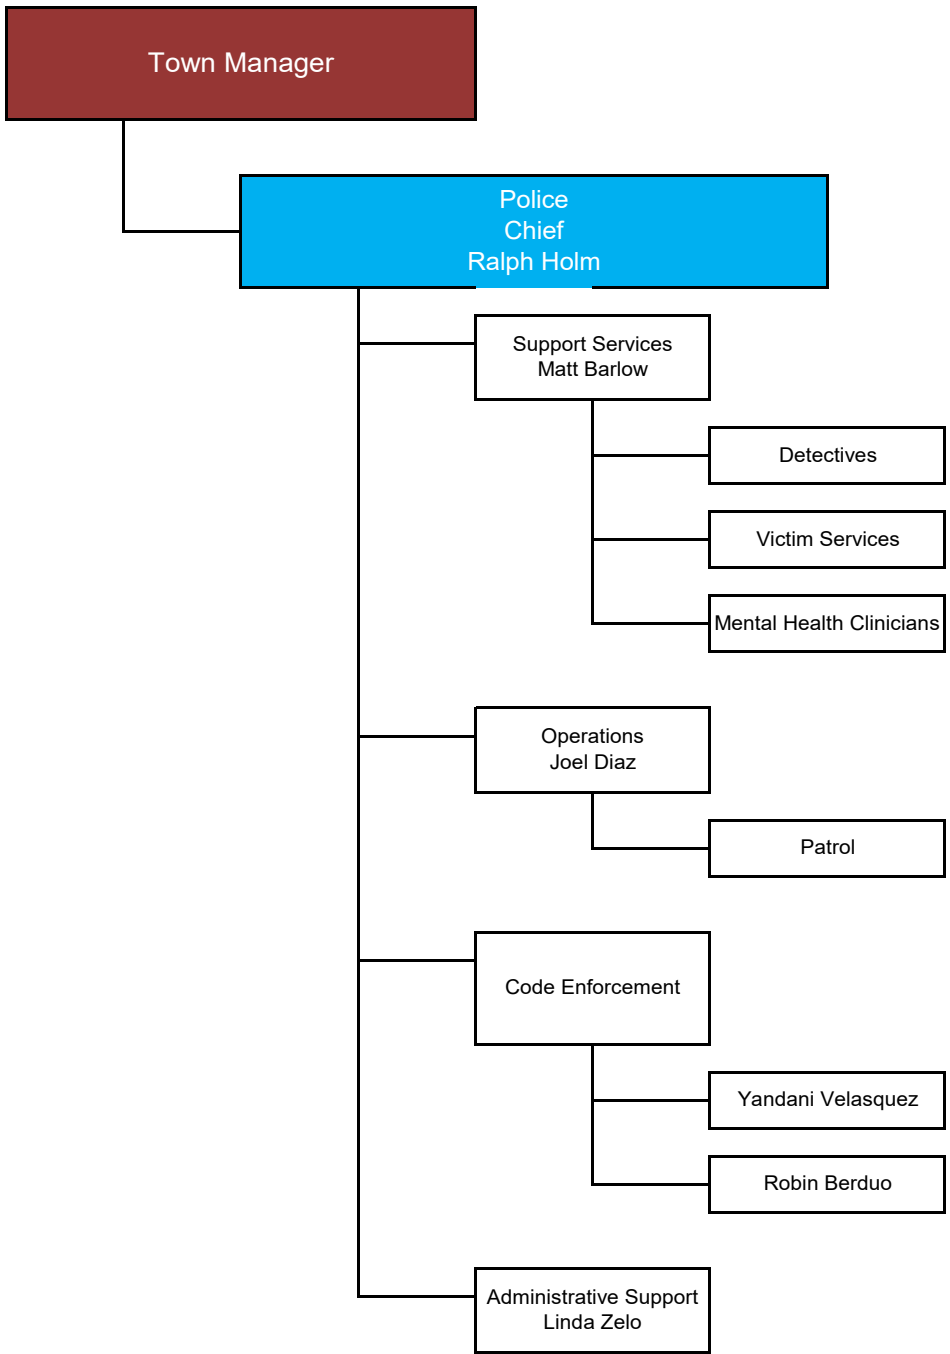 Town Manager
Police
Chief
Ralph Holm
Support Services
Matt Barlow
Detectives
Victim Services
Mental Health Clinicians
Operations
Joel Diaz
Patrol
Code Enforcement
Yandani Velasquez
Robin Berduo
Administrative Support
Linda Zelo